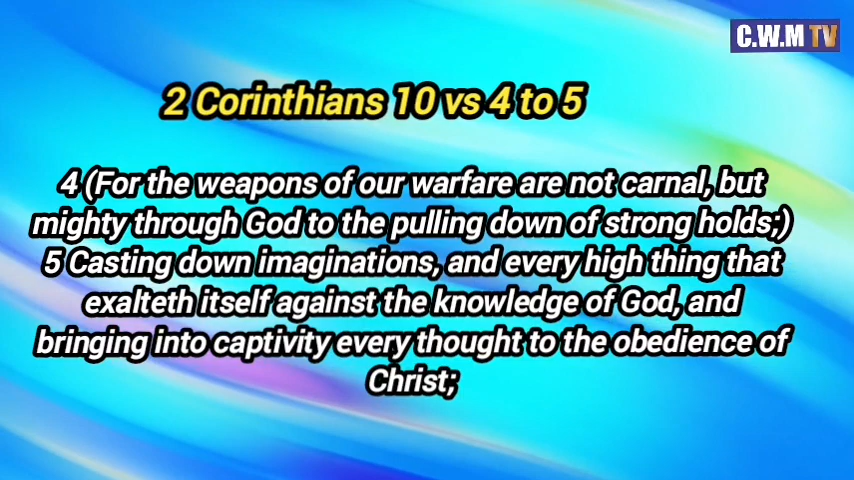 C.W.M TV
2 Corinthians 10 vs 4 to 5
4 (For the weapons of our warfare are not carnal, but
mighty through God to the pulling down of strong holds;)
5 Casting down imaginations, and every high thing that
exalteth itself against the knowledge of God, and
bringing into captivity every thought to the obedience of
Christ;